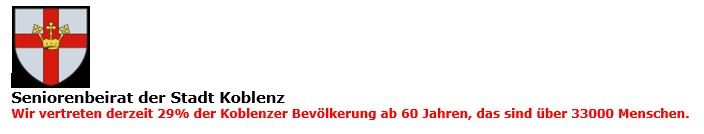 Seniorenbeirat der Stadt Koblenz
Wir vertreten derzeit 29% der Koblenzer Bevölkerung ab 60 Jahren, das sind über 33000 Menschen.